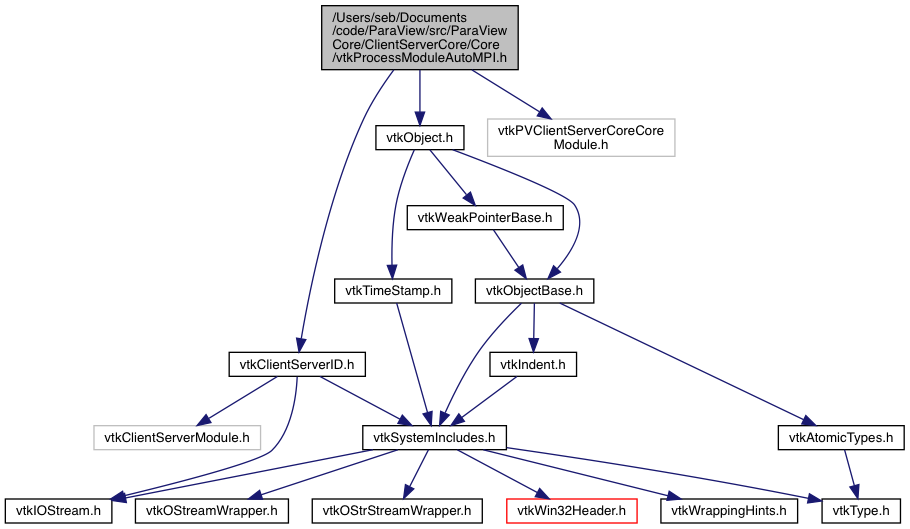 /Users/seb/Documents
/code/ParaView/src/ParaView
Core/ClientServerCore/Core
/vtkProcessModuleAutoMPI.h
vtkPVClientServerCoreCore
Module.h
vtkObject.h
vtkWeakPointerBase.h
vtkTimeStamp.h
vtkObjectBase.h
vtkClientServerID.h
vtkIndent.h
vtkClientServerModule.h
vtkSystemIncludes.h
vtkAtomicTypes.h
vtkIOStream.h
vtkOStreamWrapper.h
vtkOStrStreamWrapper.h
vtkWin32Header.h
vtkWrappingHints.h
vtkType.h